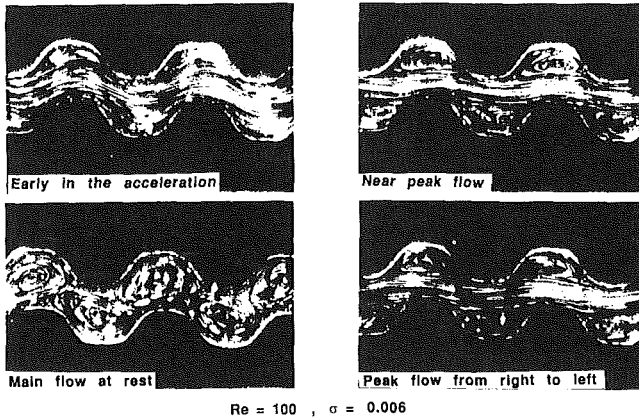 Early in the acceleration
Near peak flow
Main flow at rest
Peak flow from right to left
Re = 100 , σ = 0.006